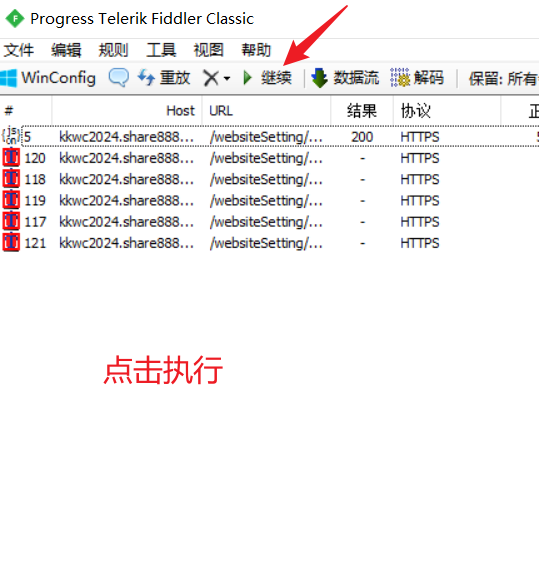 Progress Telerik Fiddler Classic
文件 编辑 规则 工具 视图 帮助
WinConfig 重放 继续 数据流 解码 保留: 所有
# Host URL 结果 协议 正
5 kkwc2024.share888... /websiteSetting/... 200 HTTPS 5
120 kkwc2024.share888... /websiteSetting/... - HTTPS
118 kkwc2024.share888... /websiteSetting/... - HTTPS
119 kkwc2024.share888... /websiteSetting/... - HTTPS
117 kkwc2024.share888... /websiteSetting/... - HTTPS
121 kkwc2024.share888... /websiteSetting/... - HTTPS
点击执行